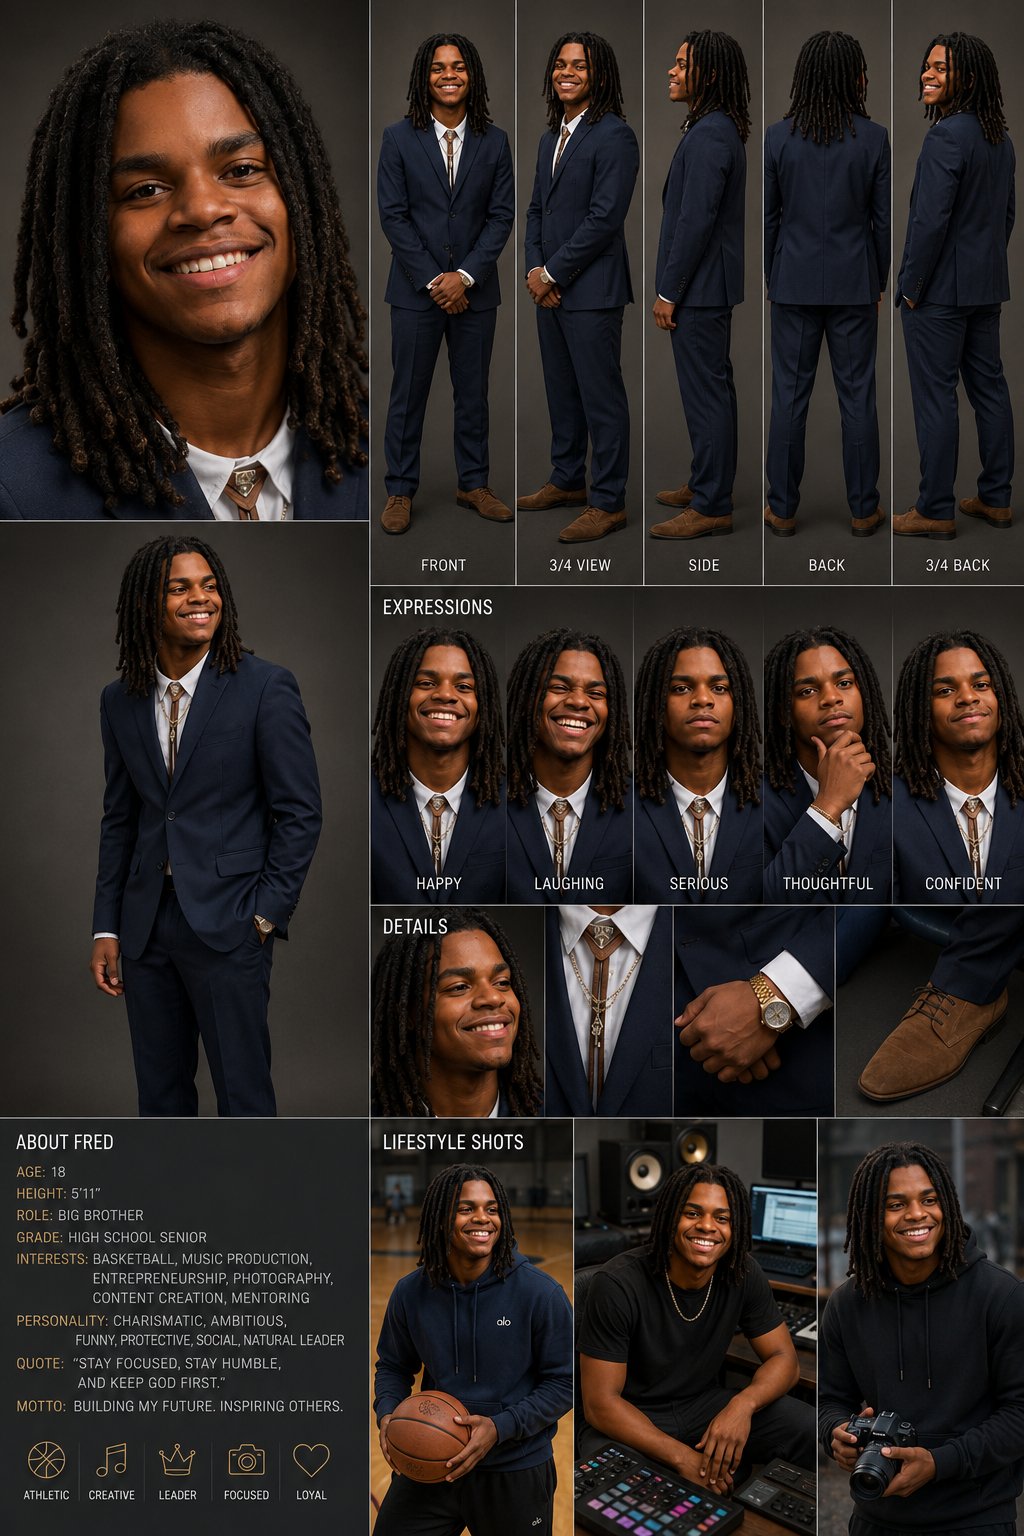 FRONT
3/4 VIEW
SIDE
BACK
3/4 BACK
EXPRESSIONS
HAPPY
LAUGHING
SERIOUS
THOUGHTFUL
CONFIDENT
DETAILS
ABOUT FRED
AGE: 18
HEIGHT: 5'11"
ROLE: BIG BROTHER
GRADE: HIGH SCHOOL SENIOR
INTERESTS: BASKETBALL, MUSIC PRODUCTION,
ENTREPRENEURSHIP, PHOTOGRAPHY,
CONTENT CREATION, MENTORING
PERSONALITY: CHARISMATIC, AMBITIOUS,
FUNNY, PROTECTIVE, SOCIAL, NATURAL LEADER
QUOTE: "STAY FOCUSED, STAY HUMBLE,
AND KEEP GOD FIRST."
MOTTO: BUILDING MY FUTURE. INSPIRING OTHERS.
ATHLETIC
CREATIVE
LEADER
FOCUSED
LOYAL
LIFESTYLE SHOTS
alo